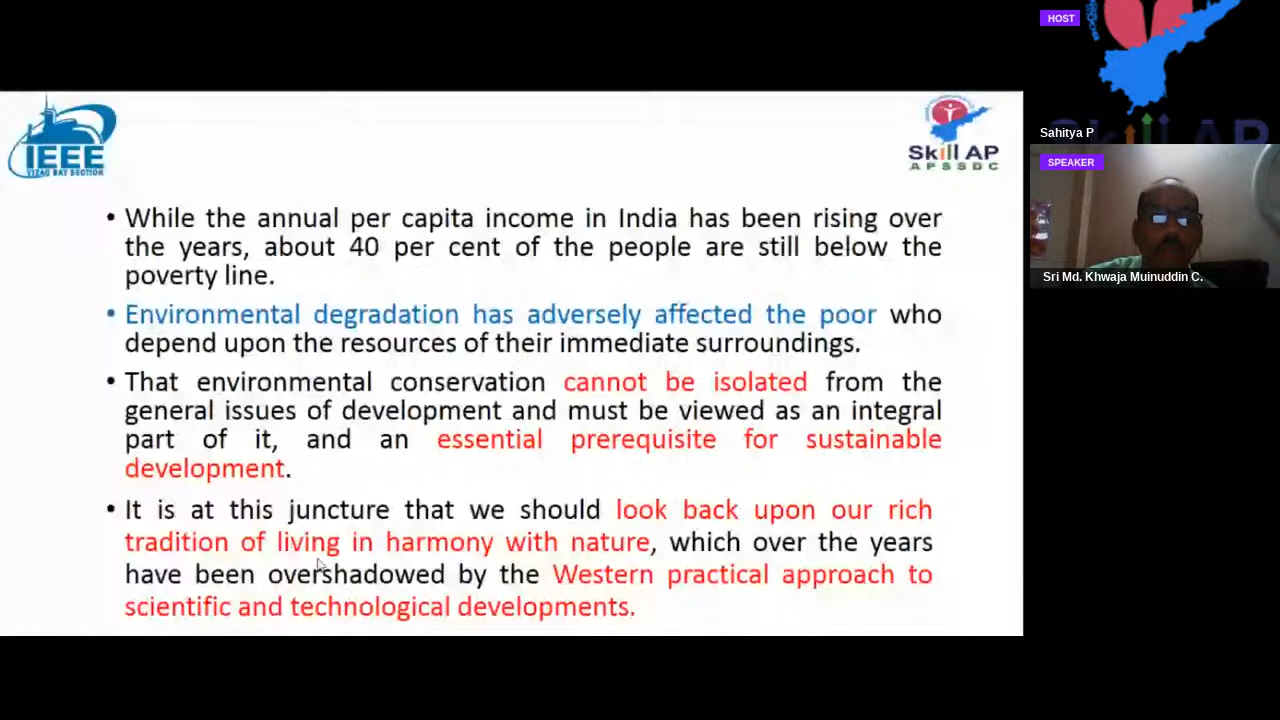 HOST
Sahitya P
SPEAKER
Sri Md. Khwaja Muinuddin C.
IEEE
VIZAG BAY SECTION
Skill AP
APSSDC
• While the annual per capita income in India has been rising over
the years, about 40 per cent of the people are still below the
poverty line.
• Environmental degradation has adversely affected the poor who
depend upon the resources of their immediate surroundings.
• That environmental conservation cannot be isolated from the
general issues of development and must be viewed as an integral
part of it, and an essential prerequisite for sustainable
development.
• It is at this juncture that we should look back upon our rich
tradition of living in harmony with nature, which over the years
have been overshadowed by the Western practical approach to
scientific and technological developments.